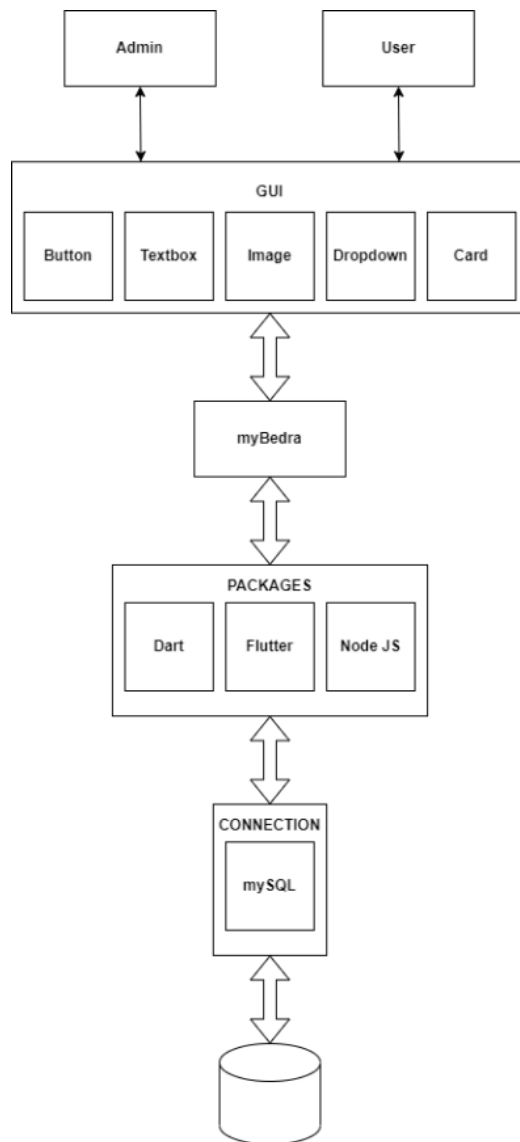 Admin
User
GUI
Button
Textbox
Image
Dropdown
Card
myBedra
PACKAGES
Dart
Flutter
Node JS
CONNECTION
mySQL